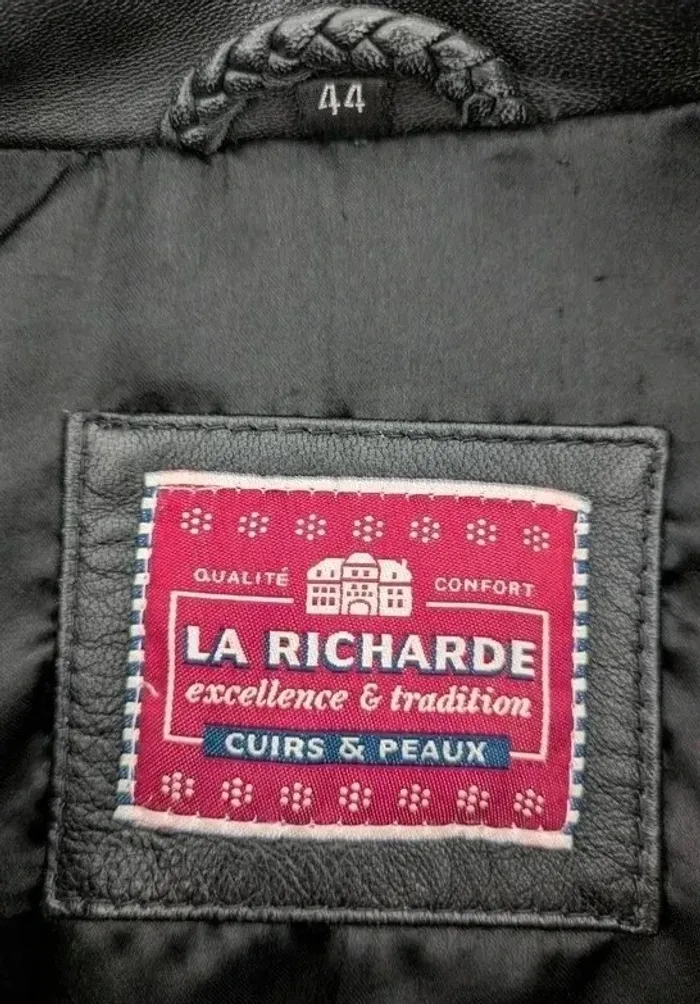 44
QUALITÉ CONFORT
LA RICHARDE
excellence & tradition
CUIRS & PEAUX